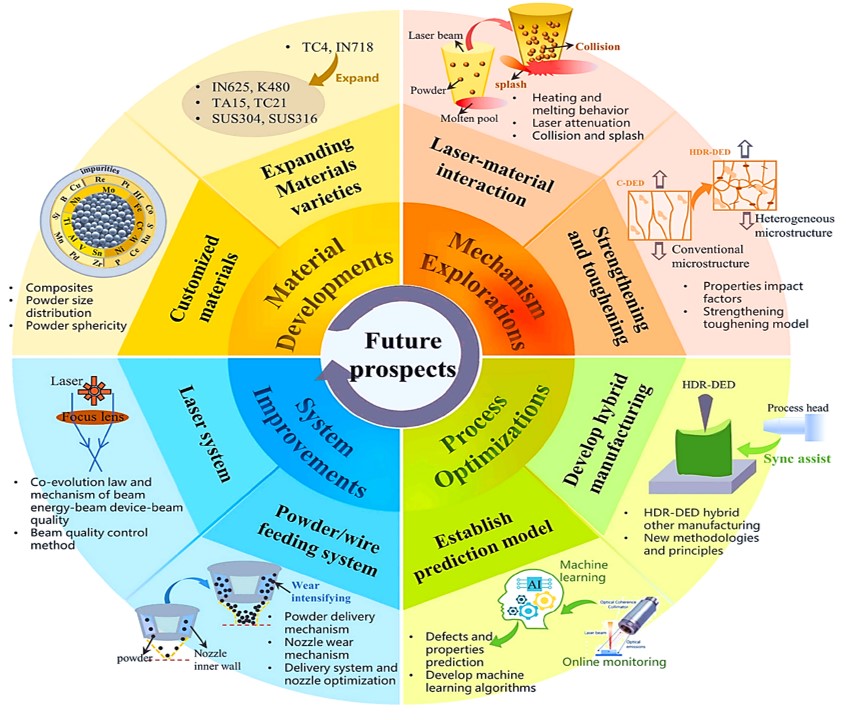 Future
prospects
Material
Developments
Expanding
Materials
varieties
• TC4, IN718
Expand
• IN625, K480
• TA15, TC21
• SUS304, SUS316
Customized
materials
impurities
Re
Pt
Hf
Co
S
Ru
Ce
P
Zr
Pd
Mn
Si
B
Cu
Mo
Fe
Cr
W
Ni
Sn
V
Al
Ti
Nb
• Composites
• Powder size
distribution
• Powder sphericity
Mechanism
Explorations
Laser-material
interaction
Laser beam
Powder
Molten pool
Collision
splash
• Heating and
melting behavior
• Laser attenuation
• Collision and splash
Strengthening
and toughening
HDR-DED
C-DED
Heterogeneous
microstructure
Conventional
microstructure
• Properties impact
factors
• Strengthening
toughening model
Process
Optimizations
Develop hybrid
manufacturing
HDR-DED
Process head
Sync assist
• HDR-DED hybrid
other manufacturing
• New methodologies
and principles
Establish
prediction model
Machine
learning
AI
Optical Coherence
Collimator
Laser beam
Optical
emissions
Online monitoring
• Defects and
properties
prediction
• Develop machine
learning algorithms
System
Improvements
Laser system
Laser
Focus lens
• Co-evolution law and
mechanism of beam
energy-beam device-beam
quality
• Beam quality control
method
Powder/wire
feeding system
Wear
intensifying
powder
Nozzle
inner wall
• Powder delivery
mechanism
• Nozzle wear
mechanism
• Delivery system and
nozzle optimization